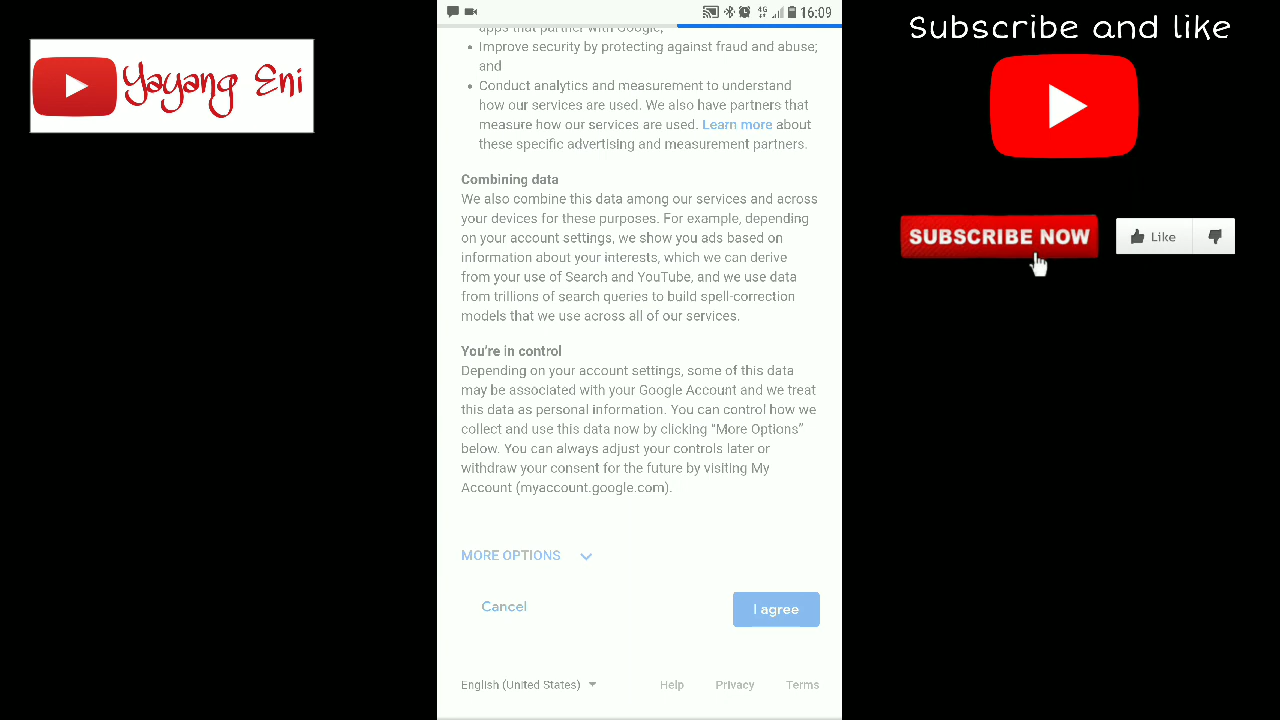 Yayang Eni
4G
16:09
apps that partner with Google;
• Improve security by protecting against fraud and abuse;
and
• Conduct analytics and measurement to understand
how our services are used. We also have partners that
measure how our services are used. Learn more about
these specific advertising and measurement partners.
Combining data
We also combine this data among our services and across
your devices for these purposes. For example, depending
on your account settings, we show you ads based on
information about your interests, which we can derive
from your use of Search and YouTube, and we use data
from trillions of search queries to build spell-correction
models that we use across all of our services.
You're in control
Depending on your account settings, some of this data
may be associated with your Google Account and we treat
this data as personal information. You can control how we
collect and use this data now by clicking “More Options”
below. You can always adjust your controls later or
withdraw your consent for the future by visiting My
Account (myaccount.google.com).
MORE OPTIONS
Cancel
I agree
English (United States)
Help
Privacy
Terms
Subscribe and like
SUBSCRIBE NOW
Like